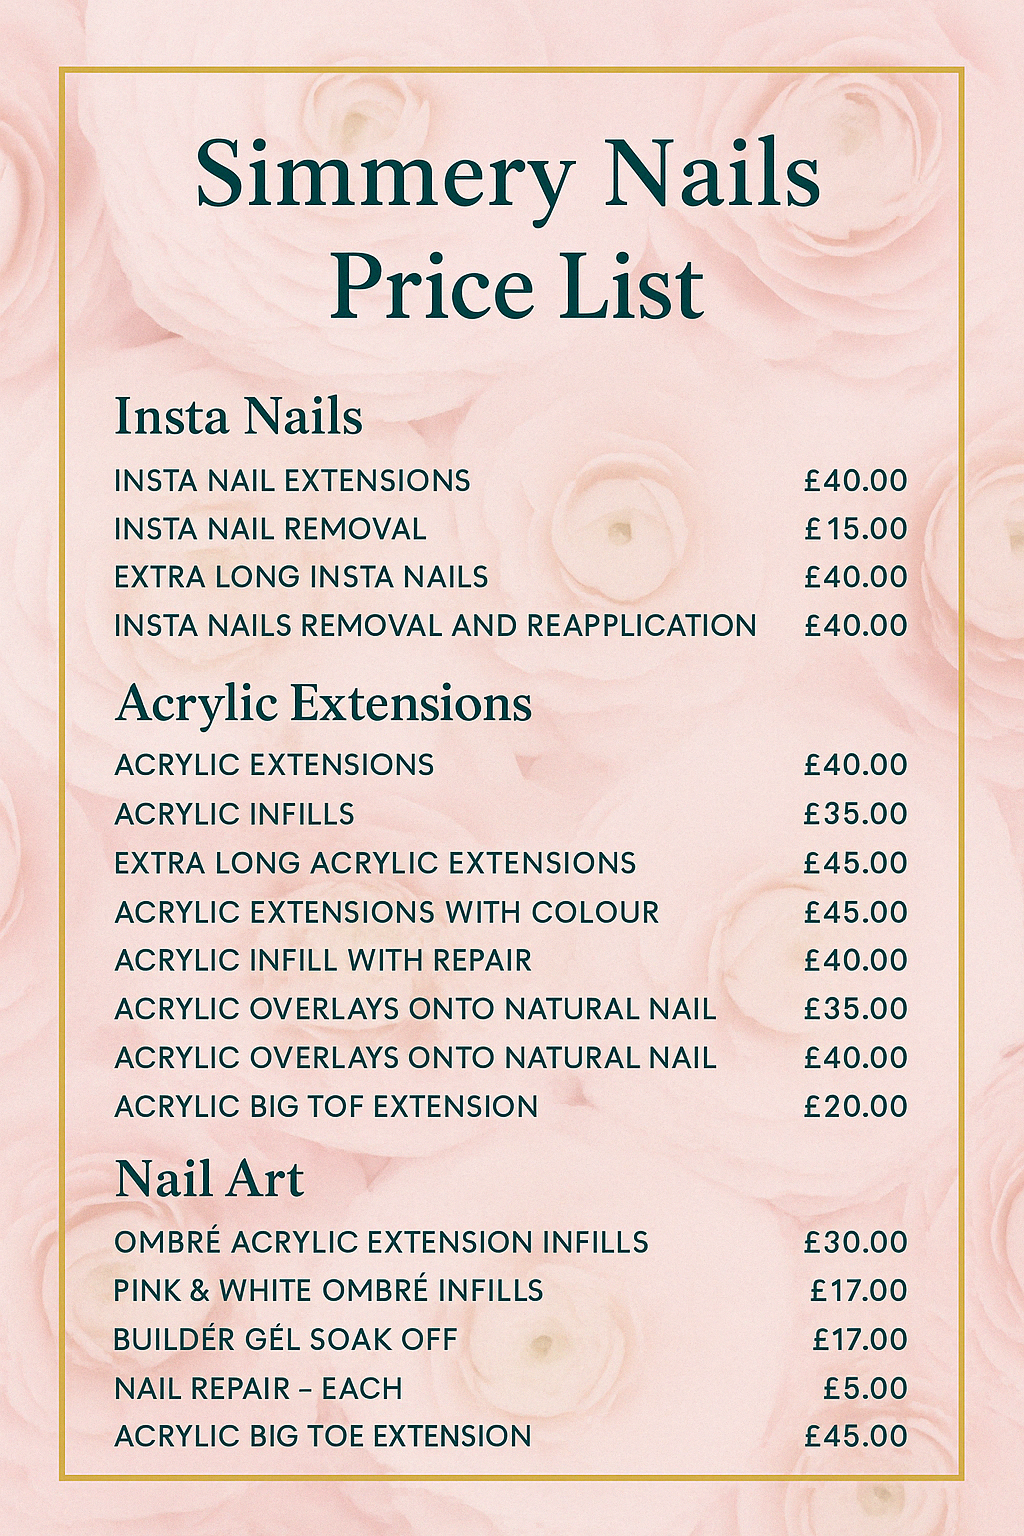 Simmery Nails
Price List
Insta Nails
INSTA NAIL EXTENSIONS £40.00
INSTA NAIL REMOVAL £15.00
EXTRA LONG INSTA NAILS £40.00
INSTA NAILS REMOVAL AND REAPPLICATION £40.00
Acrylic Extensions
ACRYLIC EXTENSIONS £40.00
ACRYLIC INFILLS £35.00
EXTRA LONG ACRYLIC EXTENSIONS £45.00
ACRYLIC EXTENSIONS WITH COLOUR £45.00
ACRYLIC INFILL WITH REPAIR £40.00
ACRYLIC OVERLAYS ONTO NATURAL NAIL £35.00
ACRYLIC OVERLAYS ONTO NATURAL NAIL £40.00
ACRYLIC BIG TOF EXTENSION £20.00
Nail Art
OMBRÉ ACRYLIC EXTENSION INFILLS £30.00
PINK & WHITE OMBRÉ INFILLS £17.00
BUILDÉR GÉL SOAK OFF £17.00
NAIL REPAIR – EACH £5.00
ACRYLIC BIG TOE EXTENSION £45.00